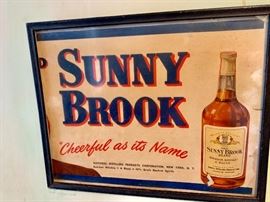 SUNNY
BROOK
"Cheerful as its Name
NATIONAL DISTILLERS PRODUCTS CORPORATION, NEW YORK, N. Y.
SUNNY BROOK